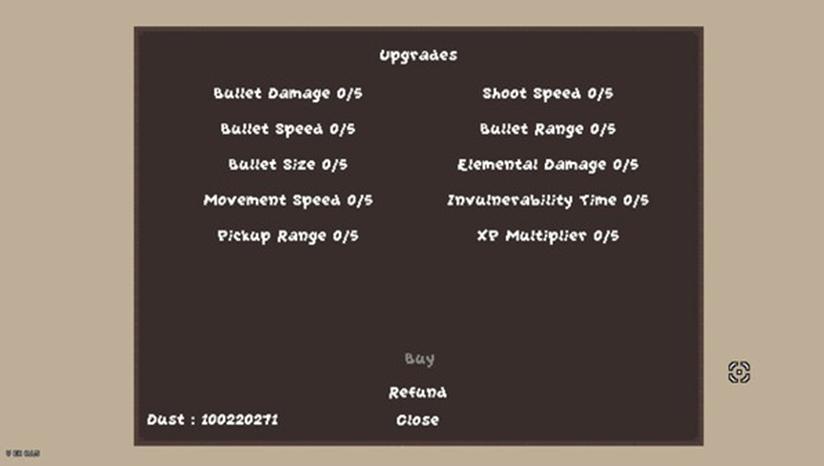 Upgrades
Bullet Damage 0/5 Shoot Speed 0/5
Bullet Speed 0/5 Bullet Range 0/5
Bullet Size 0/5 Elemental Damage 0/5
Movement Speed 0/5 Invulnerability Time 0/5
Pickup Range 0/5 XP Multiplier 0/5
Buy
Refund
Dust : 100220271 Close